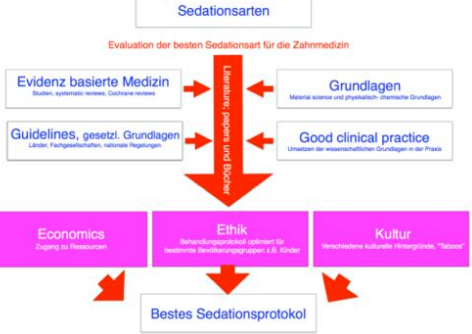 Sedationsarten
Evaluation der besten Sedationsart für die Zahnmedizin
Evidenz basierte Medizin
Studien, systematic reviews, Cochrane reviews
Grundlagen
Material science und physikalisch- chemische Grundlagen
Literature; papers und Bücher
Guidelines, gesetzl. Grundlagen
Länder, Fachgesellschaften, nationale Regelungen
Good clinical practice
Umsetzen der wissenschaftlichen Grundlagen in der Praxis
Economics
Zugang zu Ressourcen
Ethik
Behandlungsprotokoll optimiert für
bestimmte Bevölkerungsgruppen z.B. Kinder
Kultur
Verschiedene kulturelle Hintergründe, "Taboos"
Bestes Sedationsprotokol